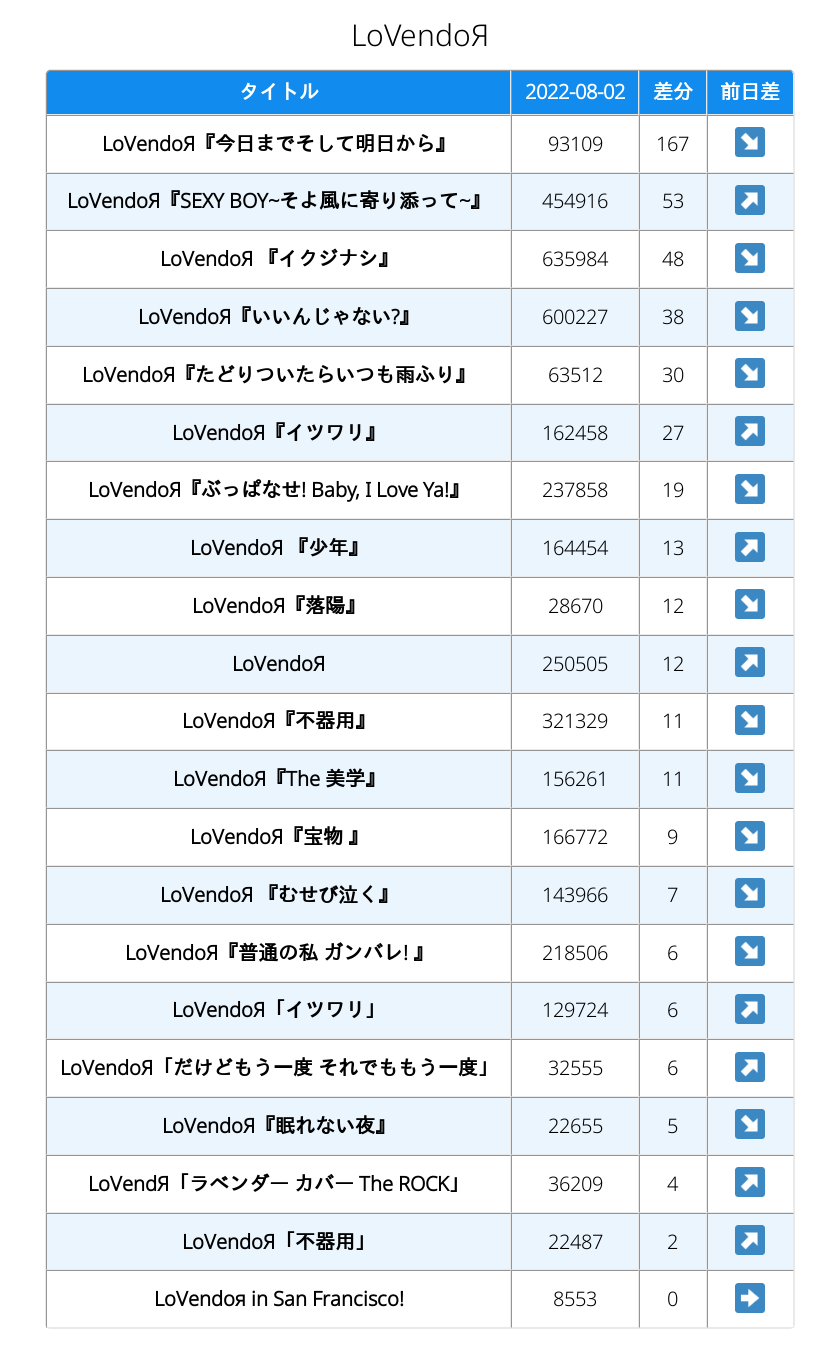 LoVendoЯ
タイトル 2022-08-02 差分 前日差
LoVendoЯ『今日までそして明日から』 93109 167 ↘
LoVendoЯ『SEXY BOY~そよ風に寄り添って~』 454916 53 ↗
LoVendoЯ 『イクジナシ』 635984 48 ↘
LoVendoЯ『いいんじゃない?』 600227 38 ↘
LoVendoЯ『たどりついたらいつも雨ふり』 63512 30 ↘
LoVendoЯ『イツワリ』 162458 27 ↗
LoVendoЯ『ぶっぱなせ! Baby, I Love Ya!』 237858 19 ↘
LoVendoЯ 『少年』 164454 13 ↗
LoVendoЯ『落陽』 28670 12 ↘
LoVendoЯ 250505 12 ↗
LoVendoЯ『不器用』 321329 11 ↘
LoVendoЯ『The 美学』 156261 11 ↘
LoVendoЯ『宝物 』 166772 9 ↘
LoVendoЯ 『むせび泣く』 143966 7 ↘
LoVendoЯ『普通の私 ガンバレ! 』 218506 6 ↘
LoVendoЯ「イツワリ」 129724 6 ↗
LoVendoЯ「だけどもう一度 それでももう一度」 32555 6 ↗
LoVendoЯ『眠れない夜』 22655 5 ↘
LoVendЯ「ラベンダー カバー The ROCK」 36209 4 ↗
LoVendoЯ「不器用」 22487 2 ↗
LoVendoя in San Francisco! 8553 0 ➡